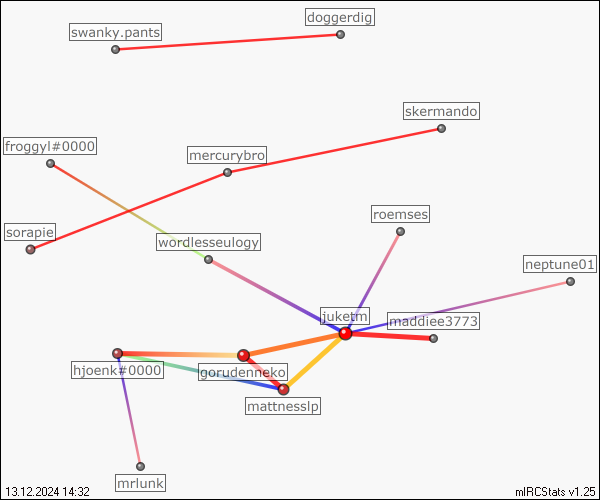 doggerdig
swanky.pants
skermando
froggyl#0000
mercurybro
roemses
sorapie
wordlesseulogy
neptune01
juketm
maddiee3773
hjoenk#0000
gorudenneko
mattnesslp
mrlunk
13.12.2024 14:32
mIRCStats v1.25